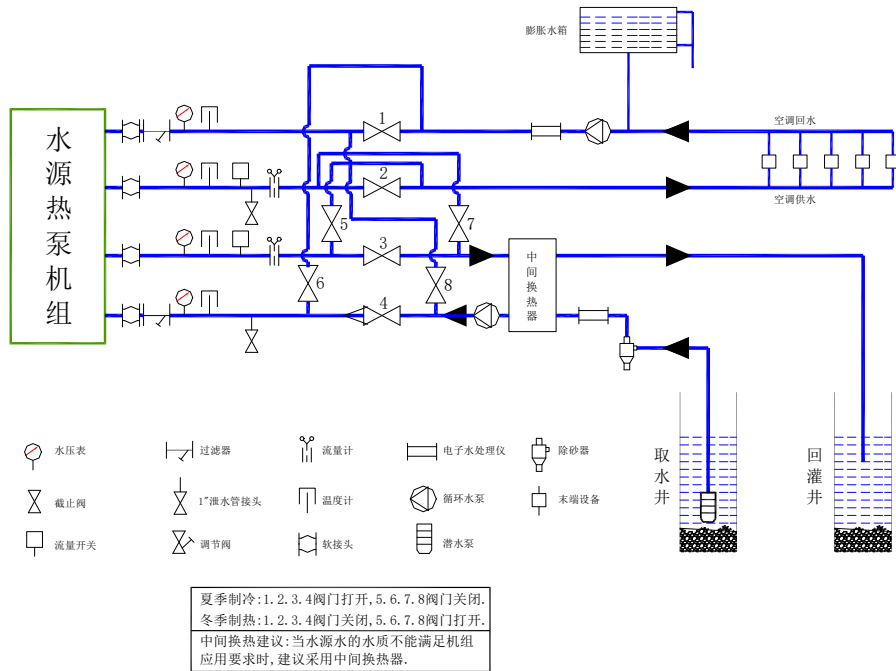 膨胀水箱
水源热泵机组
1
空调回水
2
空调供水
5
7
3
中间换热器
6
8
4
取水井
回灌井
水压表
过滤器
流量计
电子水处理仪
除砂器
截止阀
1"泄水管接头
温度计
循环水泵
末端设备
流量开关
调节阀
软接头
潜水泵
夏季制冷:1.2.3.4阀门打开,5.6.7.8阀门关闭.
冬季制热:1.2.3.4阀门关闭,5.6.7.8阀门打开.
中间换热建议:当水源水的水质不能满足机组
应用要求时,建议采用中间换热器.